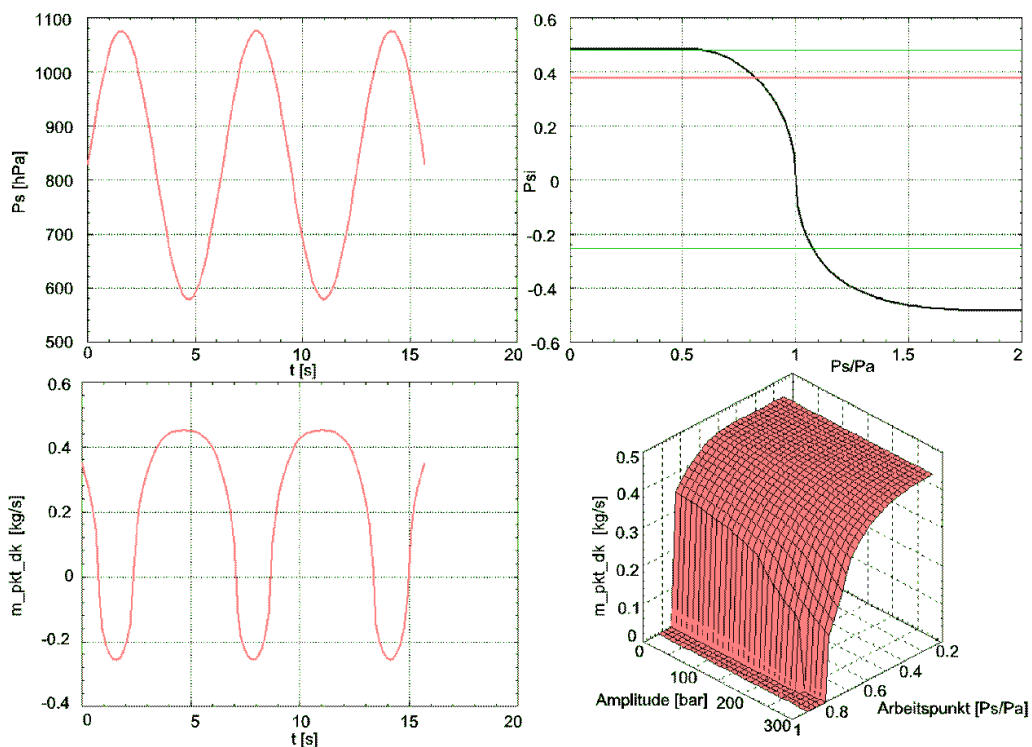 1100
1000
900
800
700
600
500
Ps [hPa]
0 5 10 15 20
t [s]
0.6
0.4
0.2
0
-0.2
-0.4
-0.6
Psi
0 0.5 1 1.5 2
Ps/Pa
0.6
0.4
0.2
0
-0.2
-0.4
m_pkt_dk [kg/s]
0 5 10 15 20
t [s]
0.5
0.4
0.3
0.2
0.1
0
m_pkt_dk [kg/s]
0 100 200 300
Amplitude [bar]
1 0.8 0.6 0.4 0.2
Arbeitspunkt [Ps/Pa]